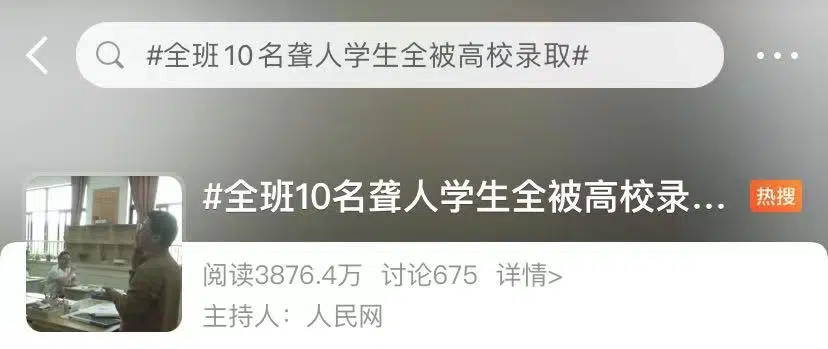 #全班10名聋人学生全被高校录取#
#全班10名聋人学生全被高校录... 热搜
阅读3876.4万 讨论675 详情>
主持人：人民网